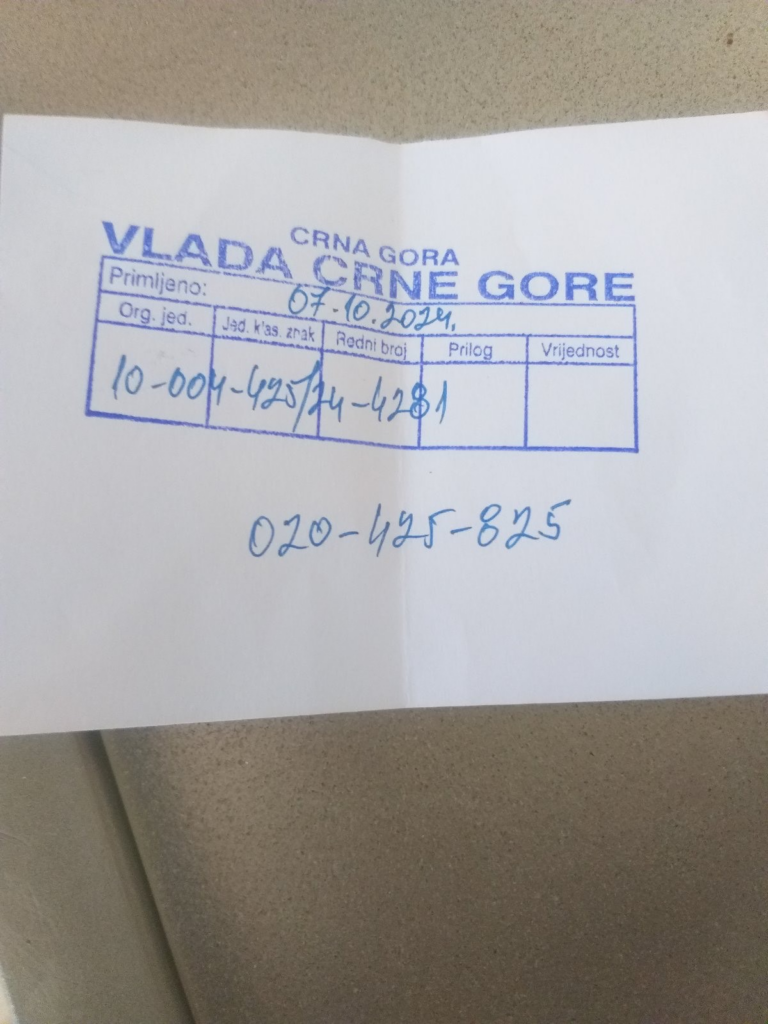 CRNA GORA
VLADA CRNE GORE
Primljeno: 07.10.2024.
Org. jed. Jed. klas. znak Redni broj Prilog Vrijednost
10-004-425/24-4281
020-425-825